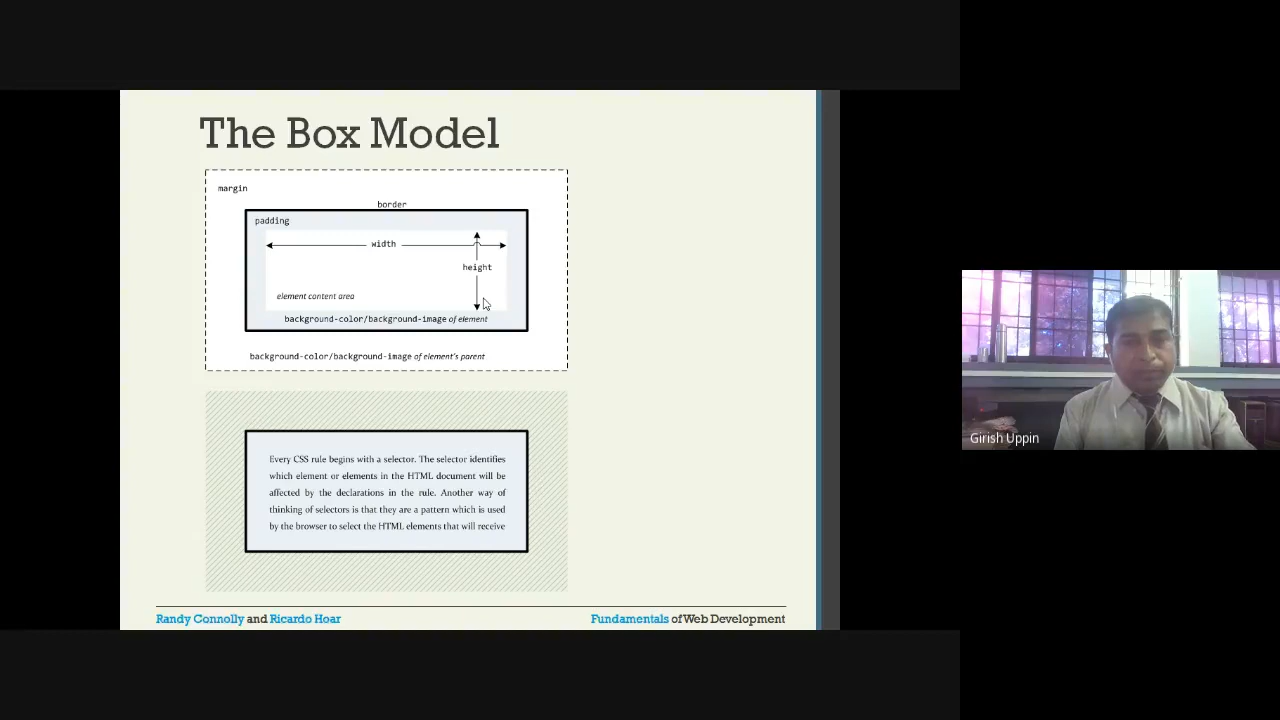 The Box Model
margin
border
padding
width
height
element content area
background-color/background-image of element
background-color/background-image of element's parent
Every CSS rule begins with a selector. The selector identifies
which element or elements in the HTML document will be
affected by the declarations in the rule. Another way of
thinking of selectors is that they are a pattern which is used
by the browser to select the HTML elements that will receive
Randy Connolly and Ricardo Hoar
Fundamentals of Web Development
Girish Uppin